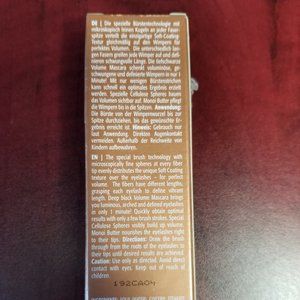 DE | Die spezielle Bürstentechnologie mit
mikroskopisch feinen Kugeln an jeder Faser-
spitze verteilt die einzigartige Soft-Coating
Textur gleichmäßig auf den Wimpern für
perfektes Volumen. Die unterschiedlich lan-
gen Fasern greifen jede Wimper auf und defi-
nieren schwungvolle Länge. Die tiefschwarze
Volumen Mascara schenkt voluminöse, ge-
schwungene und definierte Wimpern in nur 1
Minute! Mit nur wenigen Bürstenstrichen
kann schnell ein optimales Ergebnis erzielt
werden. Spezielle Cellulose Spheres bauen
das Volumen sichtbar auf. Monoi Butter pflegt
die Wimpern bis in die Spitzen. Anwendung:
Die Bürste von der Wimpernwurzel bis zur
Spitze durchziehen, bis das gewünschte Er-
gebnis erreicht ist. Hinweis: Gebrauch nur
laut Anwendung. Direkten Augenkontakt
vermeiden. Außerhalb der Reichweite von
Kindern aufbewahren.
EN | The special brush technology with
microscopically fine spheres at every fiber
tip evenly distributes the unique Soft Coating
texture over the eyelashes – for perfect
volume. The fibers have different lengths,
grasping each eyelash to define vibrant
length. Deep black Volume Mascara brings
you luminous, arched and defined eyelashes
in only 1 minute! Quickly obtain optimal
results with only a few brush strokes. Special
Cellulose Spheres visibly build up volume.
Monoi Butter nourishes the eyelashes right
to their tips. Directions: Draw the brush
through from the roots of the eyelashes to
their tips until desired results are achieved.
Caution: Use only as directed. Avoid direct
contact with eyes. Keep out of reach of
children.
192CA04